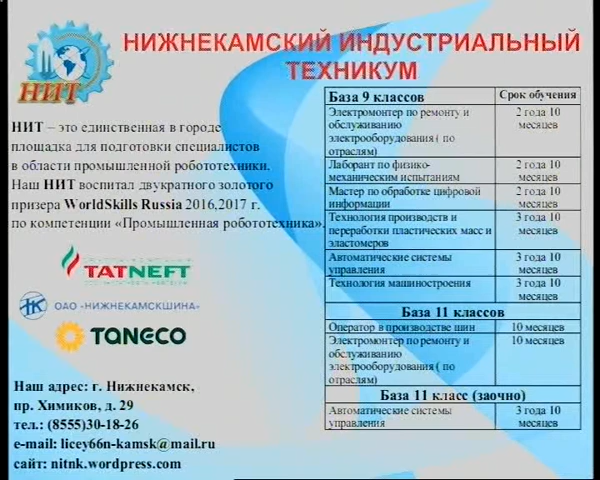 НИТ
НИЖНЕКАМСКИЙ ИНДУСТРИАЛЬНЫЙ
ТЕХНИКУМ
НИТ – это единственная в городе
площадка для подготовки специалистов
в области промышленной робототехники.
Наш НИТ воспитал двукратного золотого
призера WorldSkills Russia 2016,2017 г.
по компетенции «Промышленная робототехника».
TATNEFT
ОАО «НИЖНЕКАМСКШИНА»
TANECO
Наш адрес: г. Нижнекамск,
пр. Химиков, д. 29
тел.: (8555)30-18-26
e-mail: licey66n-kamsk@mail.ru
сайт: nitnk.wordpress.com
База 9 классов Срок обучения
Электромонтер по ремонту и 2 года 10
обслуживанию месяцев
электрооборудования ( по
отраслям)
Лаборант по физико- 2 года 10
механическим испытаниям месяцев
Мастер по обработке цифровой 2 года 10
информации месяцев
Технология производств и 3 года 10
переработки пластических масс и месяцев
эластомеров
Автоматические системы 3 года 10
управления месяцев
Технология машиностроения 3 года 10
месяцев
База 11 классов
Оператор в производстве шин 10 месяцев
Электромонтер по ремонту и 10 месяцев
обслуживанию
электрооборудования ( по
отраслям)
База 11 класс (заочно)
Автоматические системы 3 года 10
управления месяцев